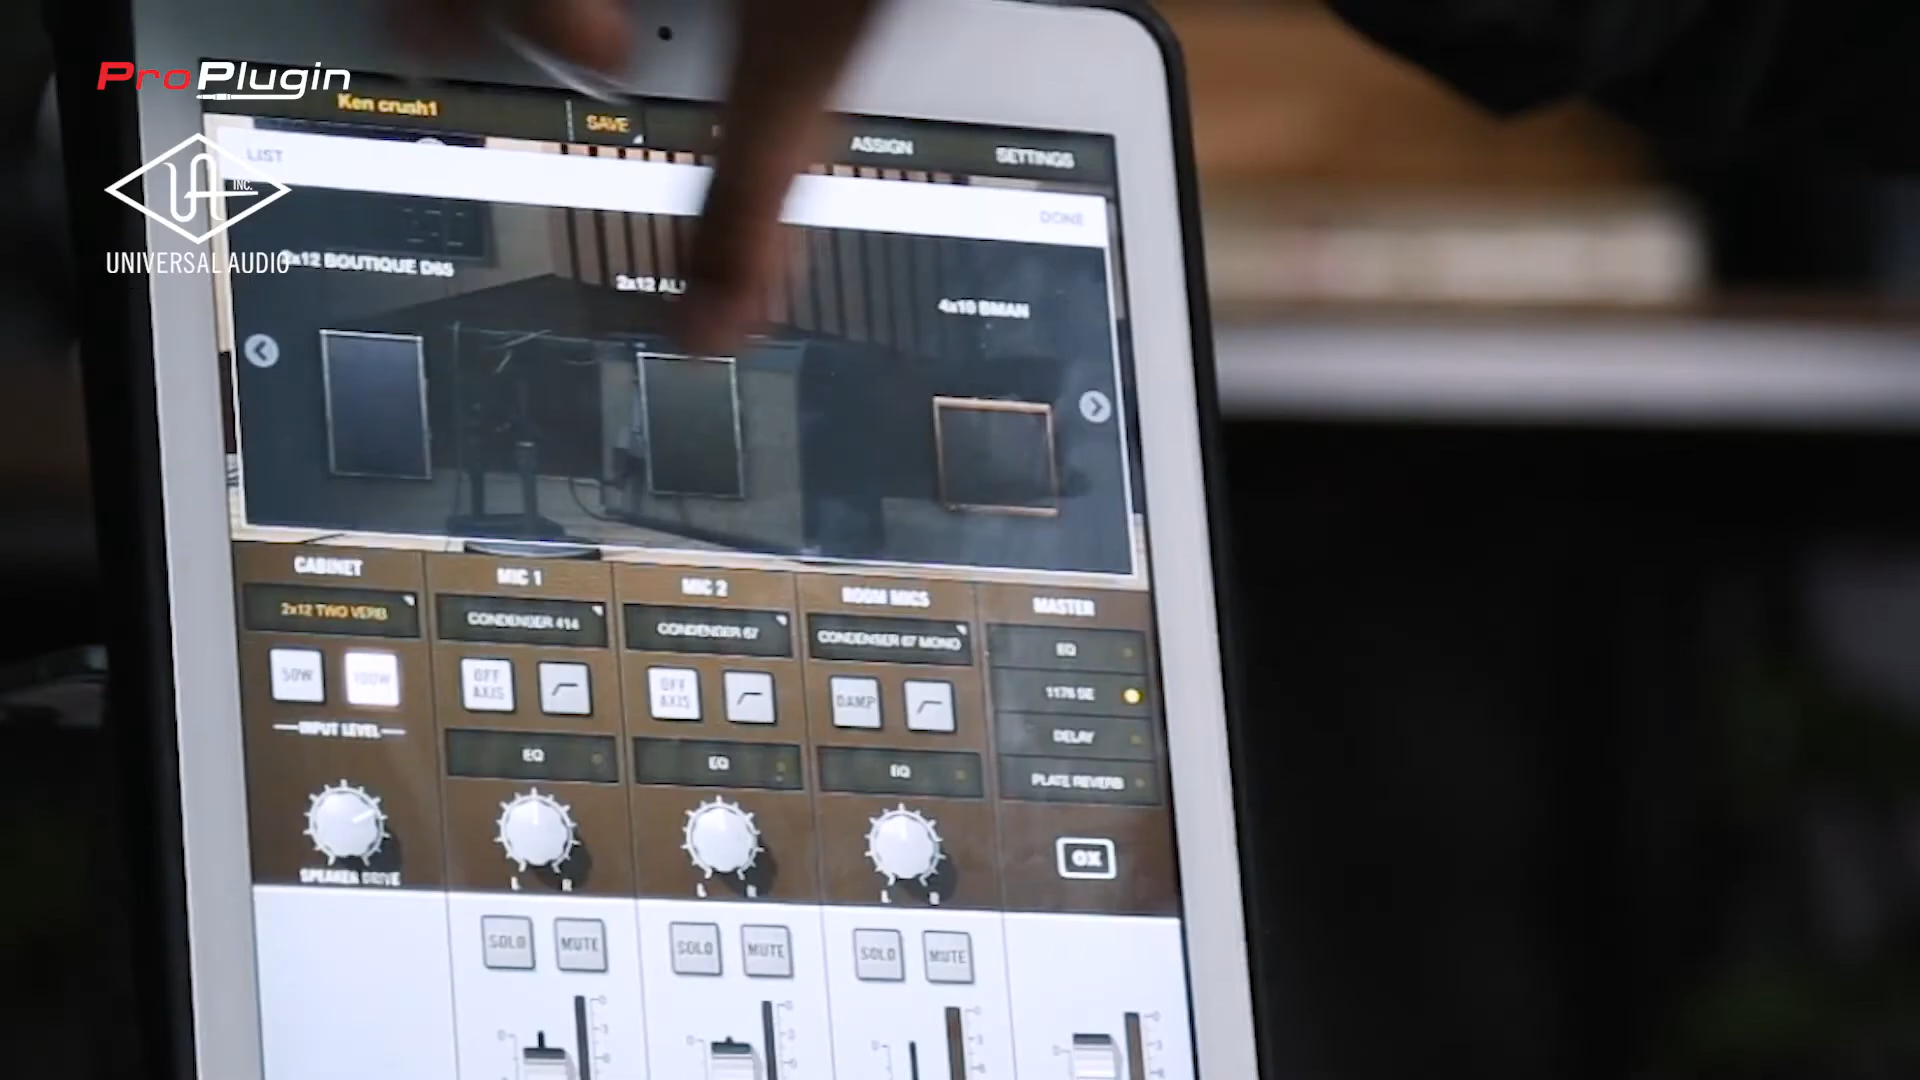 ProPlugin
UA INC.
UNIVERSAL AUDIO
Ken crush1
SAVE
ASSIGN
SETTINGS
LIST
DONE
2x12 BOUTIQUE D65
2x12
4x10 BMAN
CABINET
MIC 1
MIC 2
ROOM MICS
MASTER
2x12 TWO VERB
CONDENSER 414
CONDENSER 67
CONDENSER 67 MONO
EQ
50W
100W
OFF AXIS
OFF AXIS
DAMP
1176 SE
INPUT LEVEL
EQ
EQ
EQ
DELAY
PLATE REVERB
SPEAKER DRIVE
L R
L R
L R
OX
SOLO
MUTE
SOLO
MUTE
SOLO
MUTE